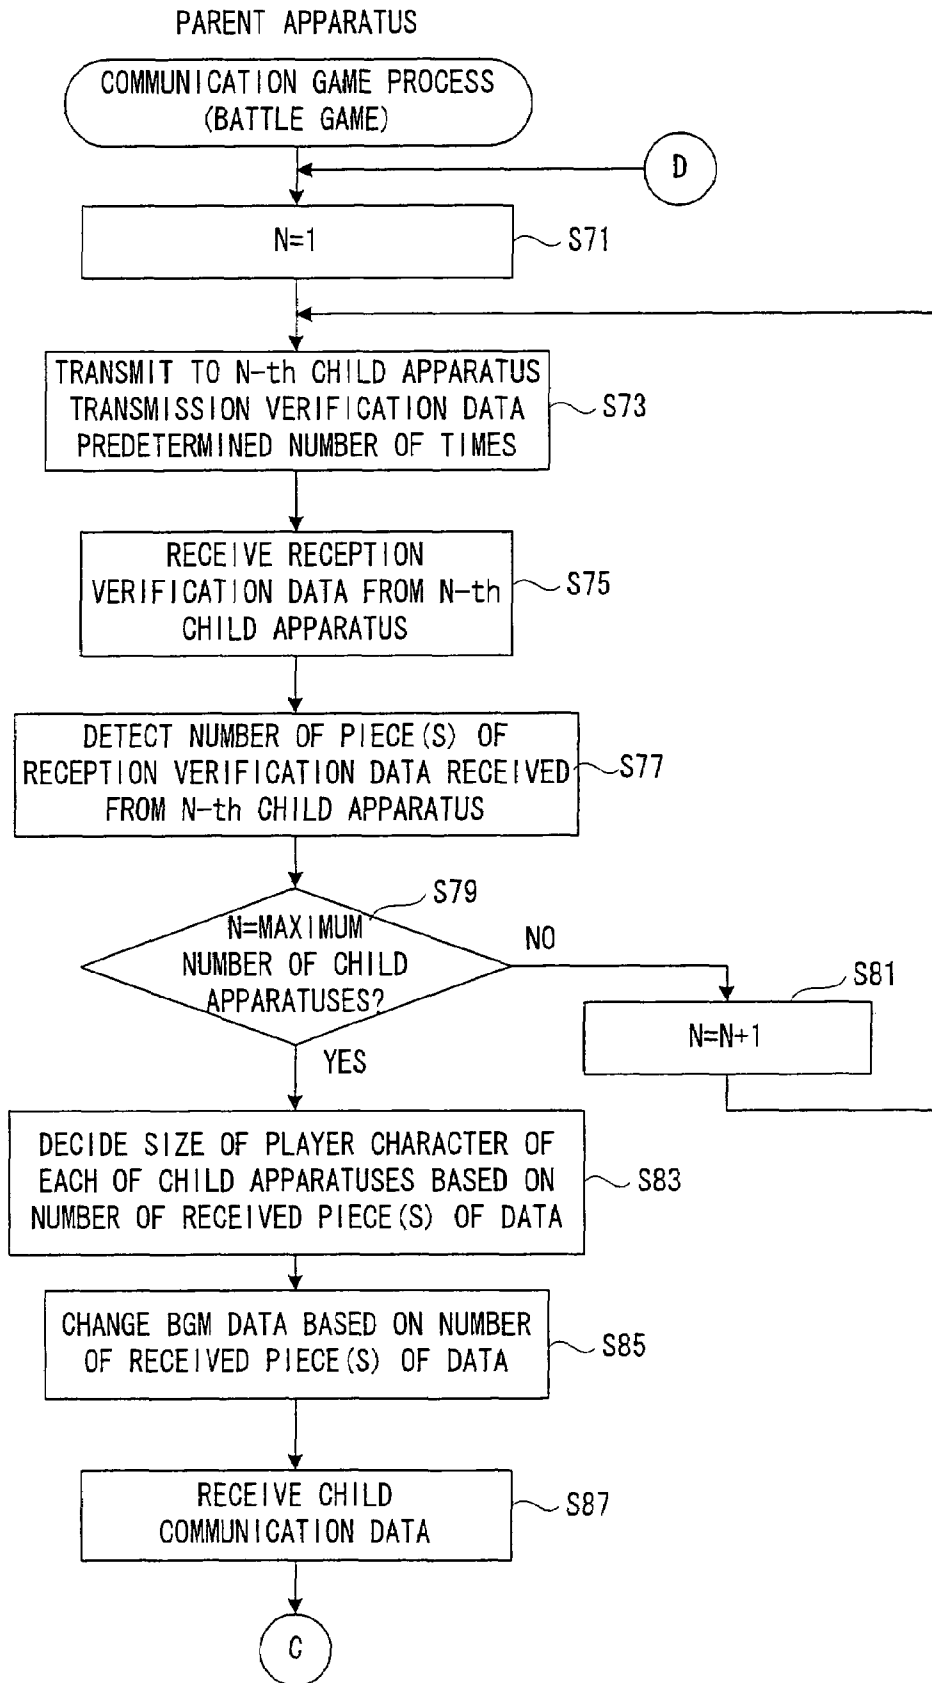 PARENT APPARATUS
COMMUNICATION GAME PROCESS
(BATTLE GAME)
D
N=1
S71
TRANSMIT TO N-th CHILD APPARATUS
TRANSMISSION VERIFICATION DATA
PREDETERMINED NUMBER OF TIMES
S73
RECEIVE RECEPTION
VERIFICATION DATA FROM N-th
CHILD APPARATUS
S75
DETECT NUMBER OF PIECE(S) OF
RECEPTION VERIFICATION DATA RECEIVED
FROM N-th CHILD APPARATUS
S77
S79
N=MAXIMUM
NUMBER OF CHILD
APPARATUSES?
NO
S81
N=N+1
YES
DECIDE SIZE OF PLAYER CHARACTER OF
EACH OF CHILD APPARATUSES BASED ON
NUMBER OF RECEIVED PIECE(S) OF DATA
S83
CHANGE BGM DATA BASED ON NUMBER
OF RECEIVED PIECE(S) OF DATA
S85
RECEIVE CHILD
COMMUNICATION DATA
S87
C